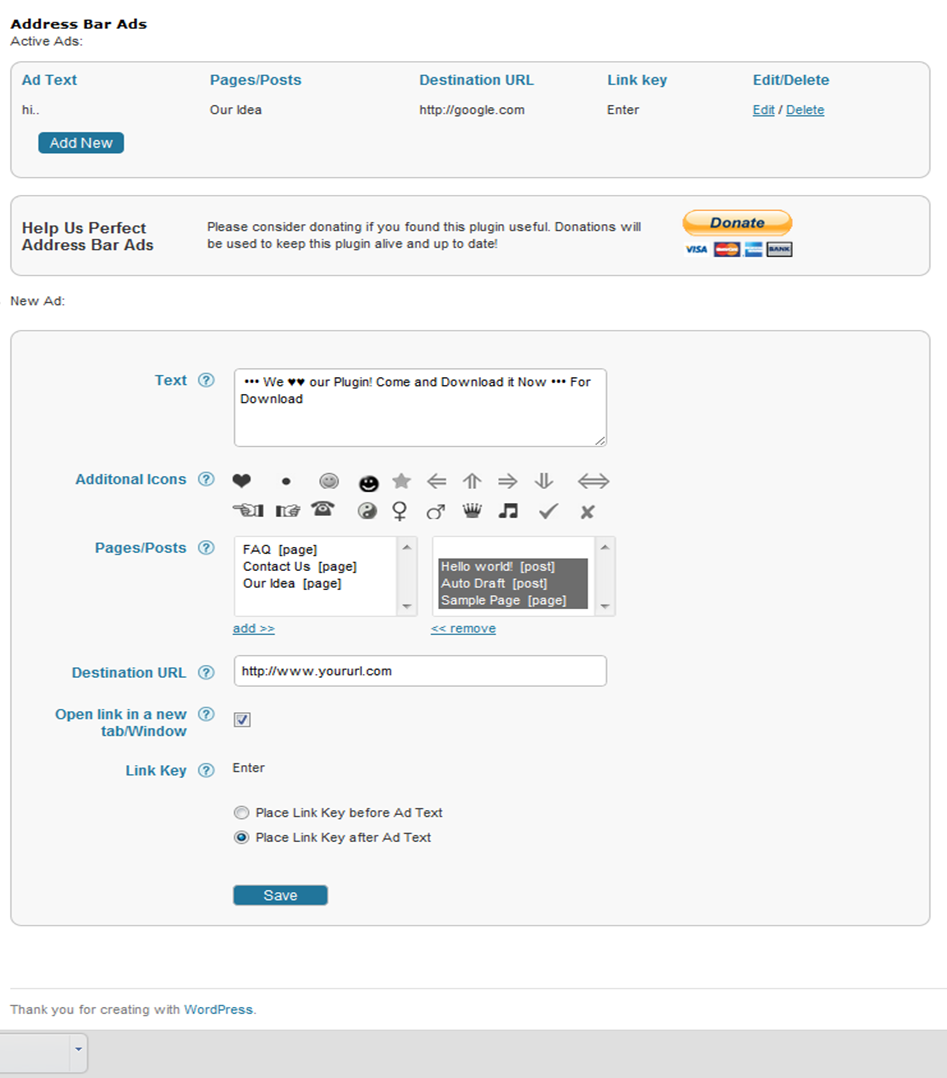 Address Bar Ads
Active Ads:
Ad Text Pages/Posts Destination URL Link key Edit/Delete
hi.. Our Idea http://google.com Enter Edit / Delete
Add New
Help Us Perfect
Address Bar Ads
Please consider donating if you found this plugin useful. Donations will
be used to keep this plugin alive and up to date!
Donate
VISA MasterCard BANK
New Ad:
Text ?
••• We ♥♥ our Plugin! Come and Download it Now ••• For
Download
Additonal Icons ?
Pages/Posts ?
FAQ [page]
Contact Us [page]
Our Idea [page]
add >>
Hello world! [post]
Auto Draft [post]
Sample Page [page]
<< remove
Destination URL ?
http://www.yoururl.com
Open link in a new ?
tab/Window
Link Key ?
Enter
Place Link Key before Ad Text
Place Link Key after Ad Text
Save
Thank you for creating with WordPress.